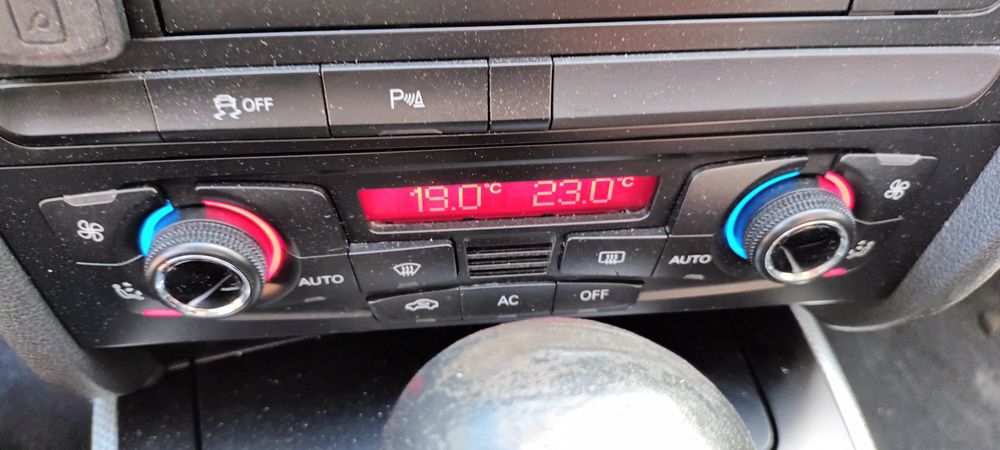 OFF P
19.0°C 23.0°C
AUTO AUTO
AC OFF